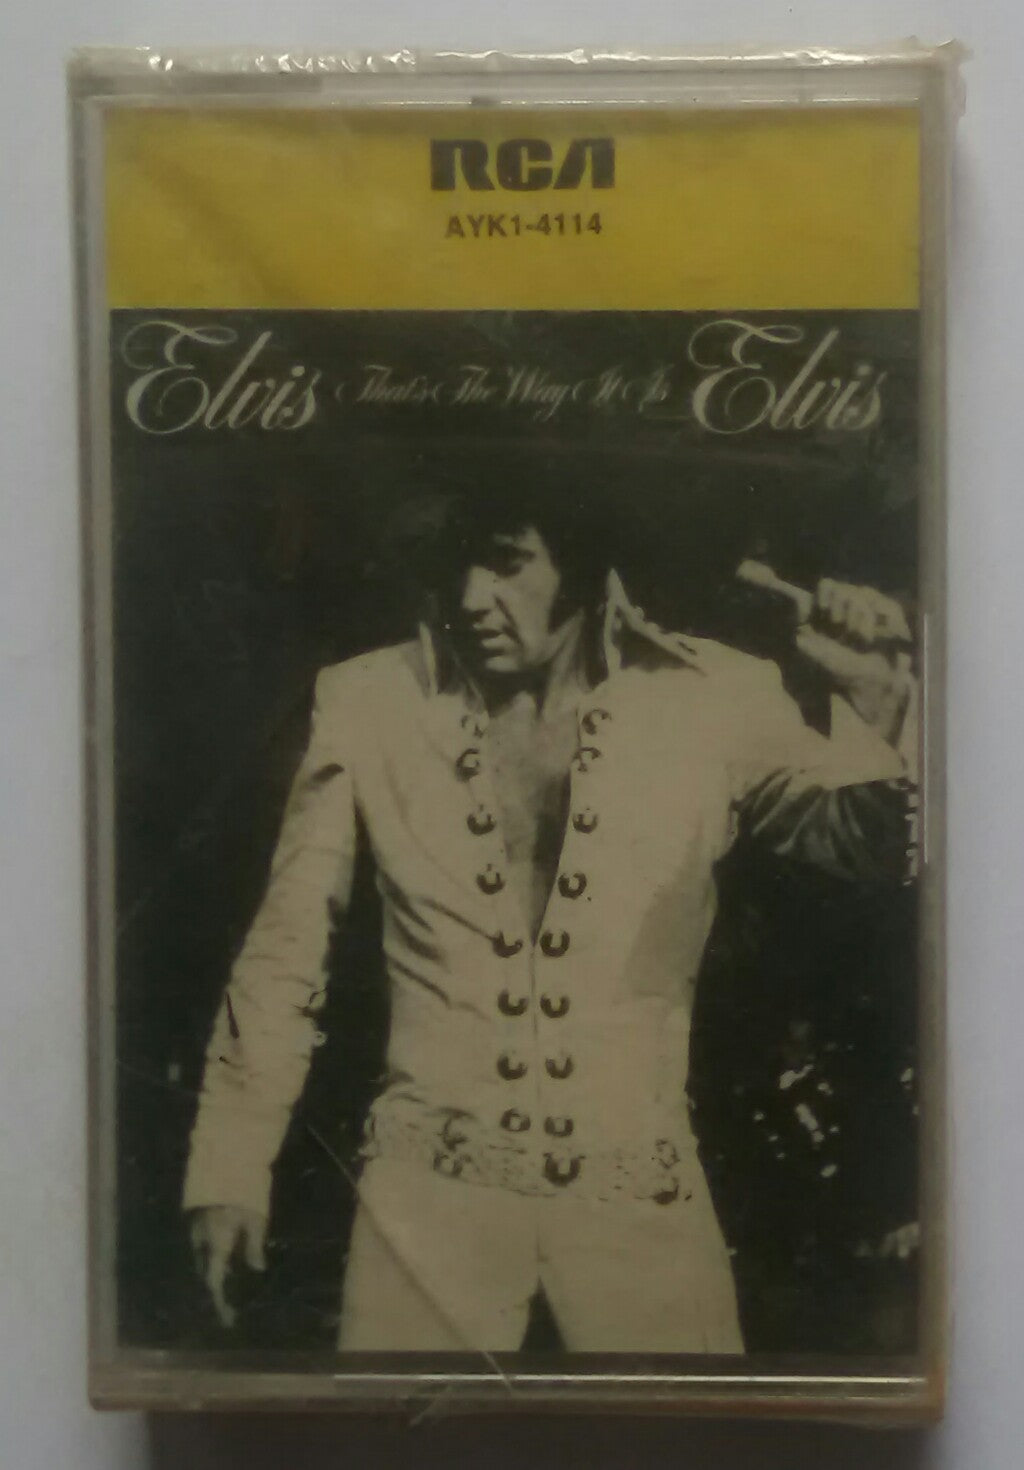 RCA
AYK1-4114
Elvis That's The Way It Is Elvis